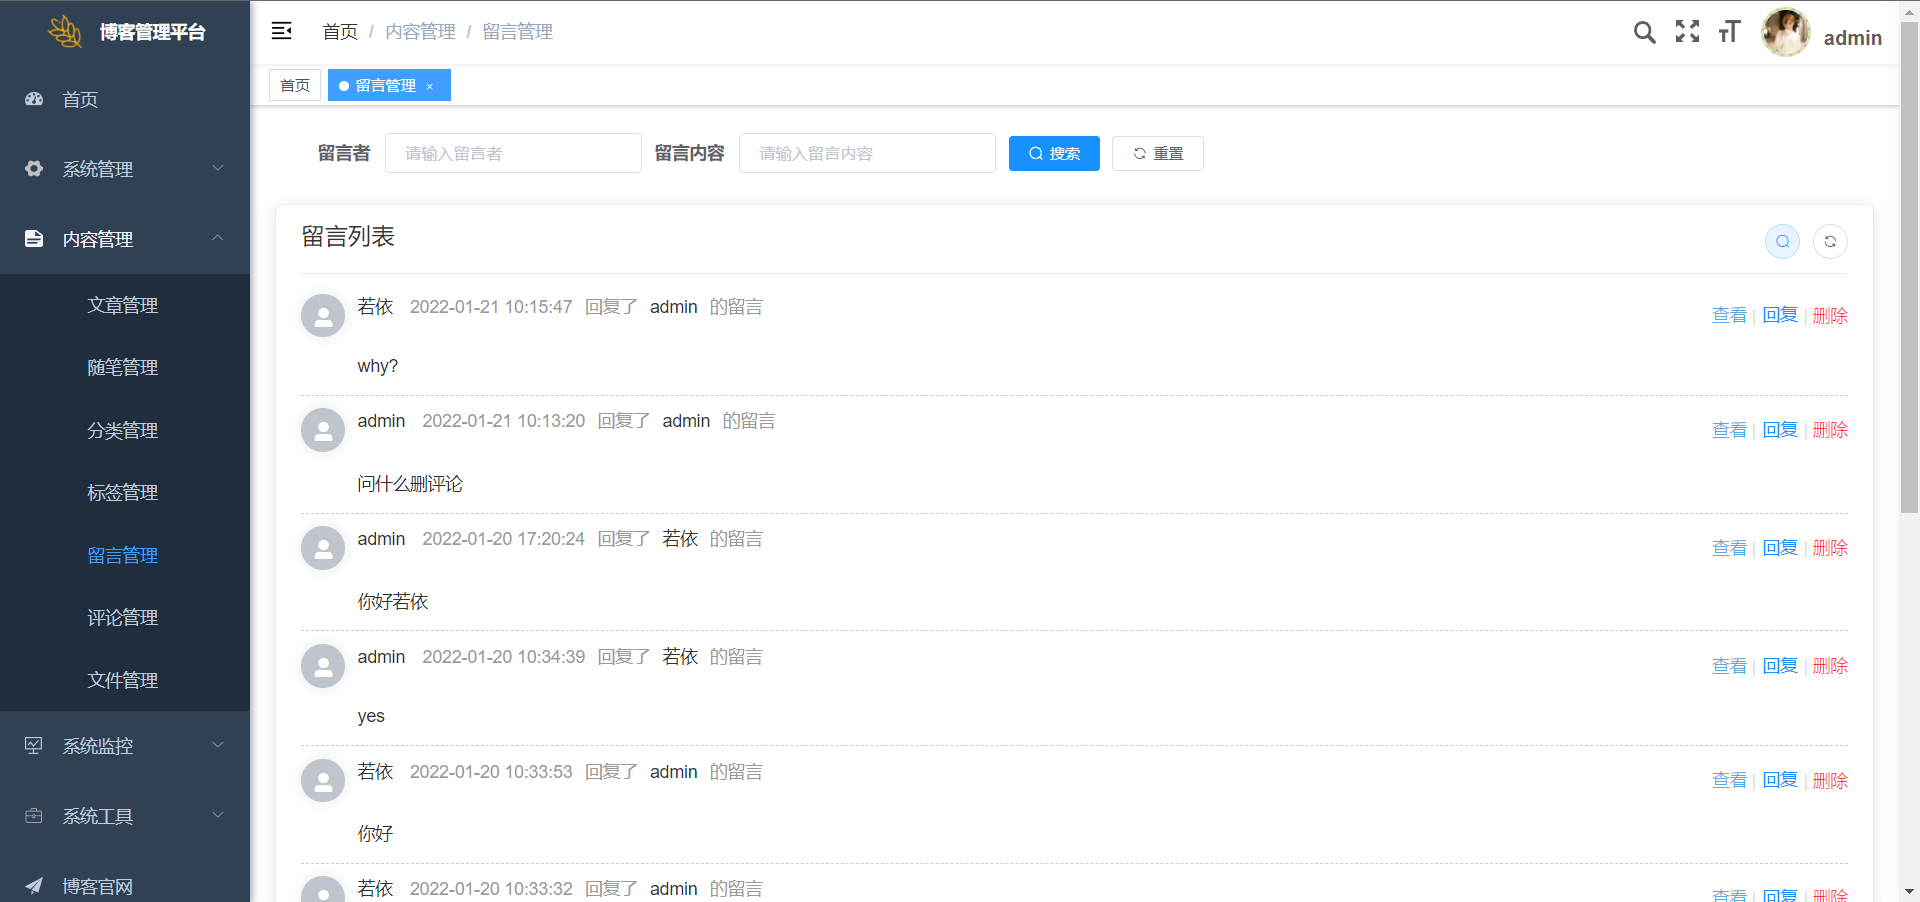 博客管理平台
首页 / 内容管理 / 留言管理
admin
首页
留言管理 ×
首页
系统管理
内容管理
文章管理
随笔管理
分类管理
标签管理
留言管理
评论管理
文件管理
系统监控
系统工具
博客官网
留言者 请输入留言者 留言内容 请输入留言内容 搜索 重置
留言列表
若依 2022-01-21 10:15:47 回复了 admin 的留言
查看 | 回复 | 删除
why?
admin 2022-01-21 10:13:20 回复了 admin 的留言
查看 | 回复 | 删除
问什么删评论
admin 2022-01-20 17:20:24 回复了 若依 的留言
查看 | 回复 | 删除
你好若依
admin 2022-01-20 10:34:39 回复了 若依 的留言
查看 | 回复 | 删除
yes
若依 2022-01-20 10:33:53 回复了 admin 的留言
查看 | 回复 | 删除
你好
若依 2022-01-20 10:33:32 回复了 admin 的留言
查看 | 回复 | 删除